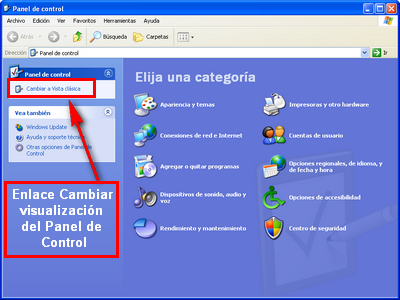 Panel de control
Archivo Edición Ver Favoritos Herramientas Ayuda
Atrás Búsqueda Carpetas
Dirección Panel de control Ir
Panel de control
Cambiar a Vista clásica
Vea también
Windows Update
Ayuda y soporte técnico
Otras opciones de Panel de
Control
Enlace Cambiar
visualización
del Panel de
Control
Elija una categoría
Apariencia y temas
Impresoras y otro hardware
Conexiones de red e Internet
Cuentas de usuario
Agregar o quitar programas
Opciones regionales, de idioma, y
de fecha y hora
Dispositivos de sonido, audio y
voz
Opciones de accesibilidad
Rendimiento y mantenimiento
Centro de seguridad